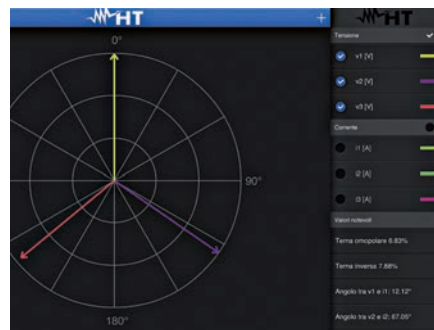 HT
+
HT
0°
90°
180°
Tensione
v1 [V]
v2 [V]
v3 [V]
Corrente
i1 [A]
i2 [A]
i3 [A]
Valori notevoli
Terna omopolare 6.83%
Terna inversa 7.88%
Angolo tra v1 e i1: 12.12°
Angolo tra v2 e i2: 67.05°